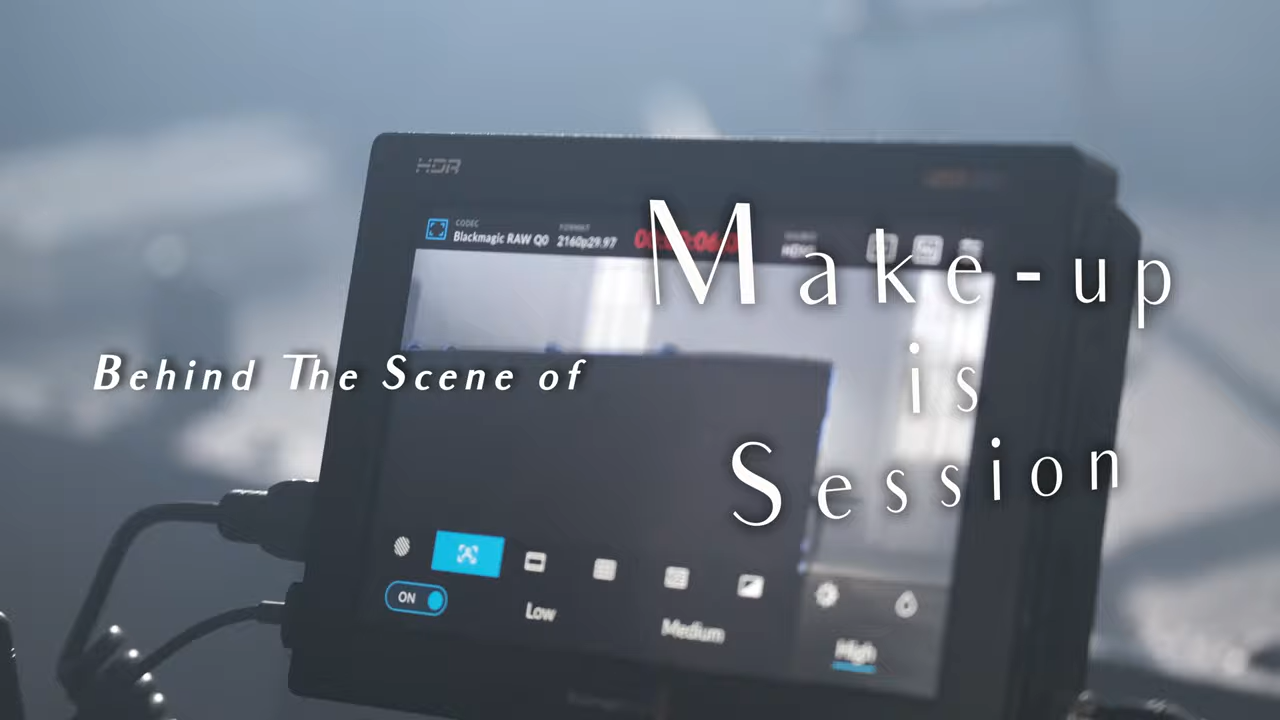 HDR
CODEC
Blackmagic RAW Q0
FORMAT
2160p29.97
Make-up
is
Session
Behind The Scene of
ON
Low
Medium
High